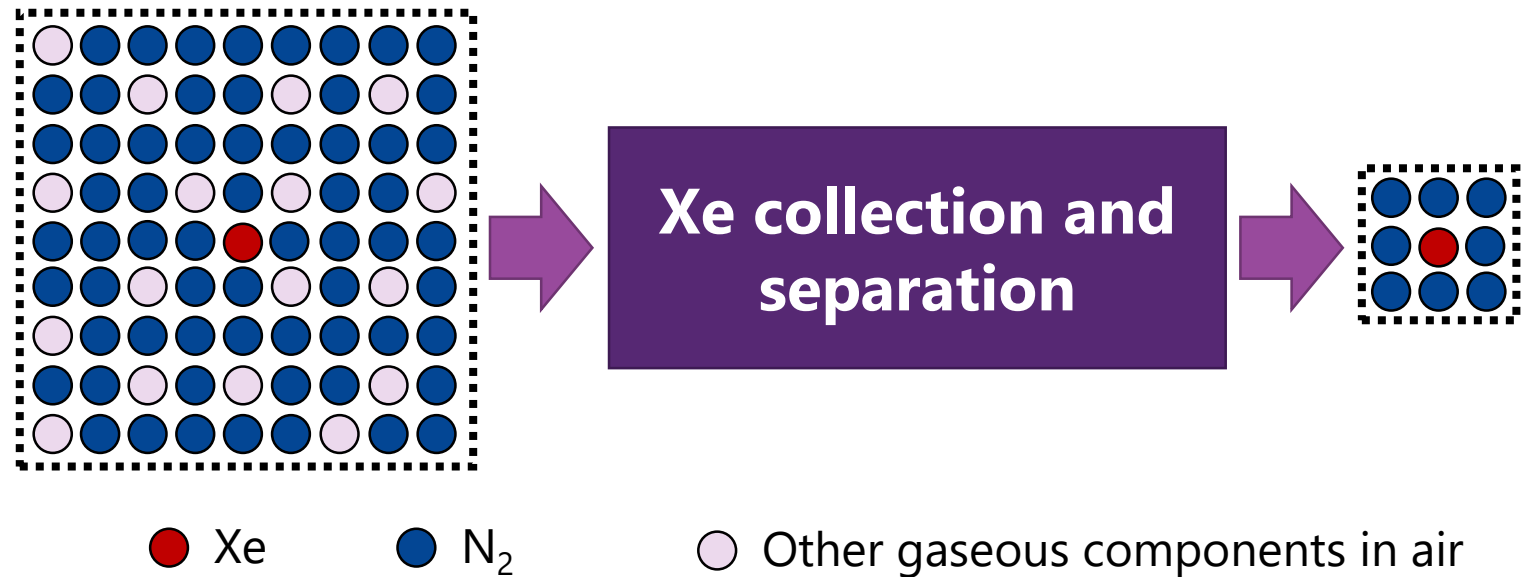 Xe collection and
separation
Xe
N₂
Other gaseous components in air